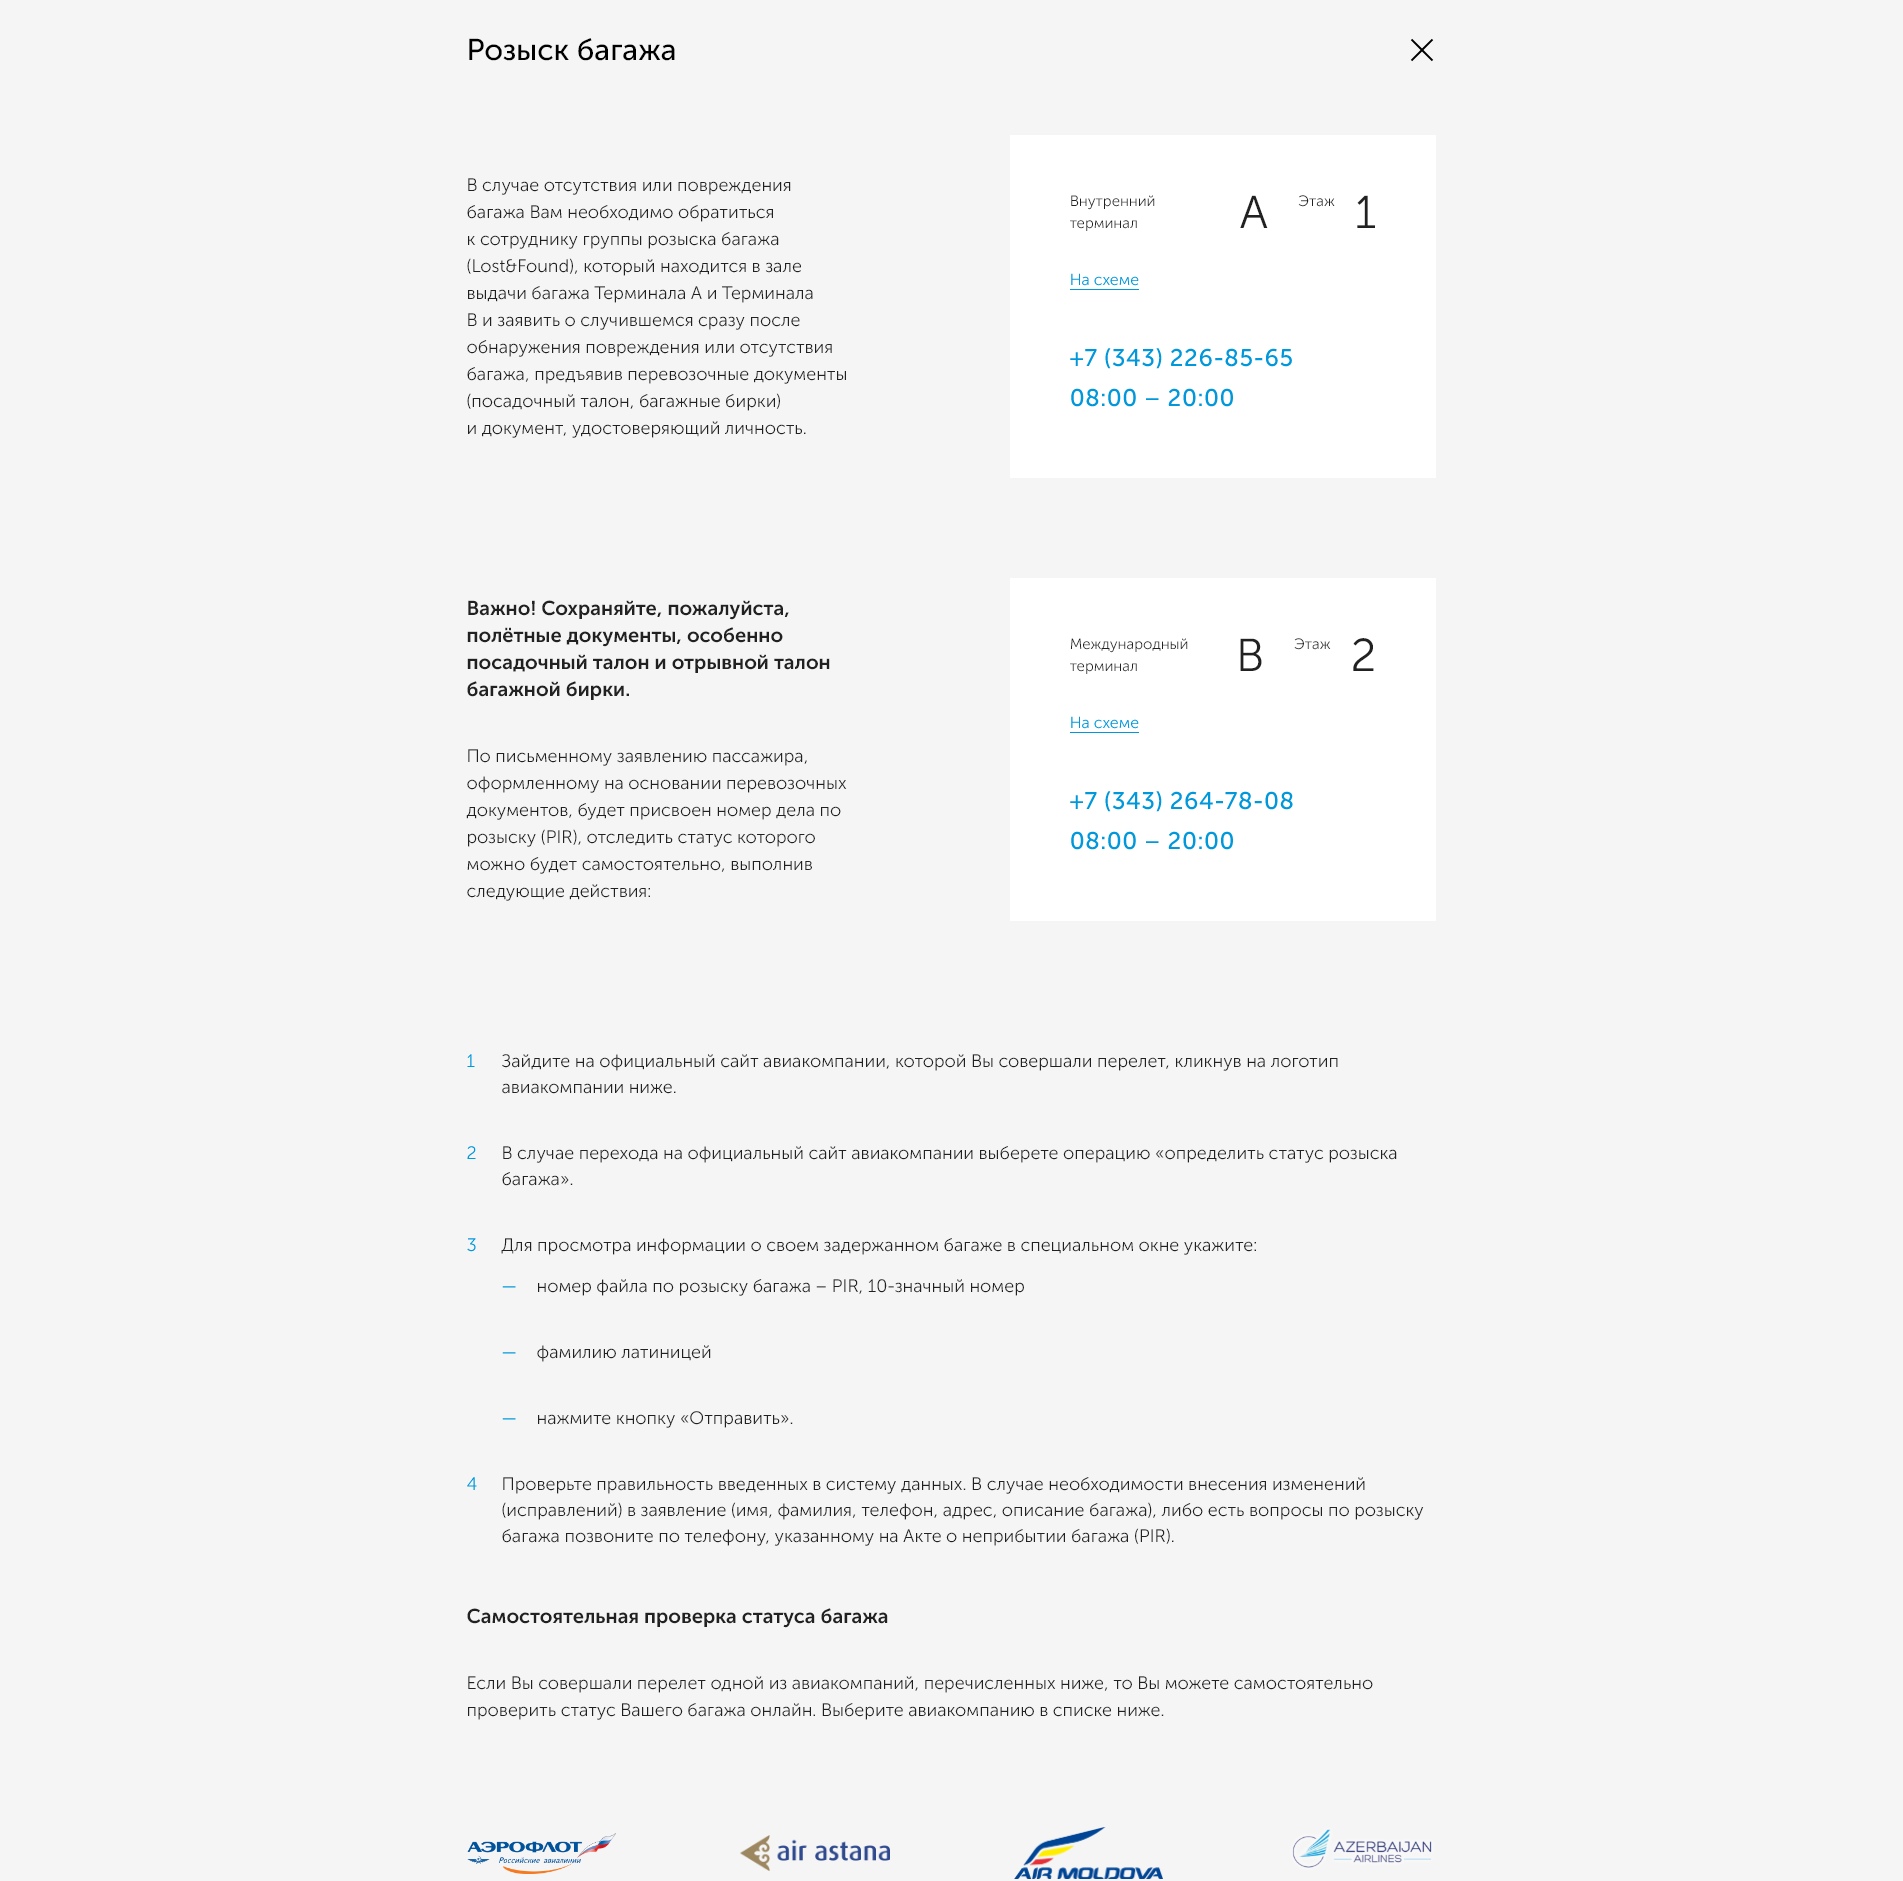 Розыск багажа
В случае отсутствия или повреждения
багажа Вам необходимо обратиться
к сотруднику группы розыска багажа
(Lost&Found), который находится в зале
выдачи багажа Терминала А и Терминала
В и заявить о случившемся сразу после
обнаружения повреждения или отсутствия
багажа, предъявив перевозочные документы
(посадочный талон, багажные бирки)
и документ, удостоверяющий личность.
Внутренний
терминал
A
Этаж
1
На схеме
+7 (343) 226-85-65
08:00 – 20:00
Важно! Сохраняйте, пожалуйста,
полётные документы, особенно
посадочный талон и отрывной талон
багажной бирки.
По письменному заявлению пассажира,
оформленному на основании перевозочных
документов, будет присвоен номер дела по
розыску (PIR), отследить статус которого
можно будет самостоятельно, выполнив
следующие действия:
Международный
терминал
B
Этаж
2
На схеме
+7 (343) 264-78-08
08:00 – 20:00
1 Зайдите на официальный сайт авиакомпании, которой Вы совершали перелет, кликнув на логотип
авиакомпании ниже.
2 В случае перехода на официальный сайт авиакомпании выберете операцию «определить статус розыска
багажа».
3 Для просмотра информации о своем задержанном багаже в специальном окне укажите:
— номер файла по розыску багажа – PIR, 10-значный номер
— фамилию латиницей
— нажмите кнопку «Отправить».
4 Проверьте правильность введенных в систему данных. В случае необходимости внесения изменений
(исправлений) в заявление (имя, фамилия, телефон, адрес, описание багажа), либо есть вопросы по розыску
багажа позвоните по телефону, указанному на Акте о неприбытии багажа (PIR).
Самостоятельная проверка статуса багажа
Если Вы совершали перелет одной из авиакомпаний, перечисленных ниже, то Вы можете самостоятельно
проверить статус Вашего багажа онлайн. Выберите авиакомпанию в списке ниже.
АЭРОФЛОТ
Российские авиалинии
air astana
AIR MOLDOVA
AZERBAIJAN
AIRLINES